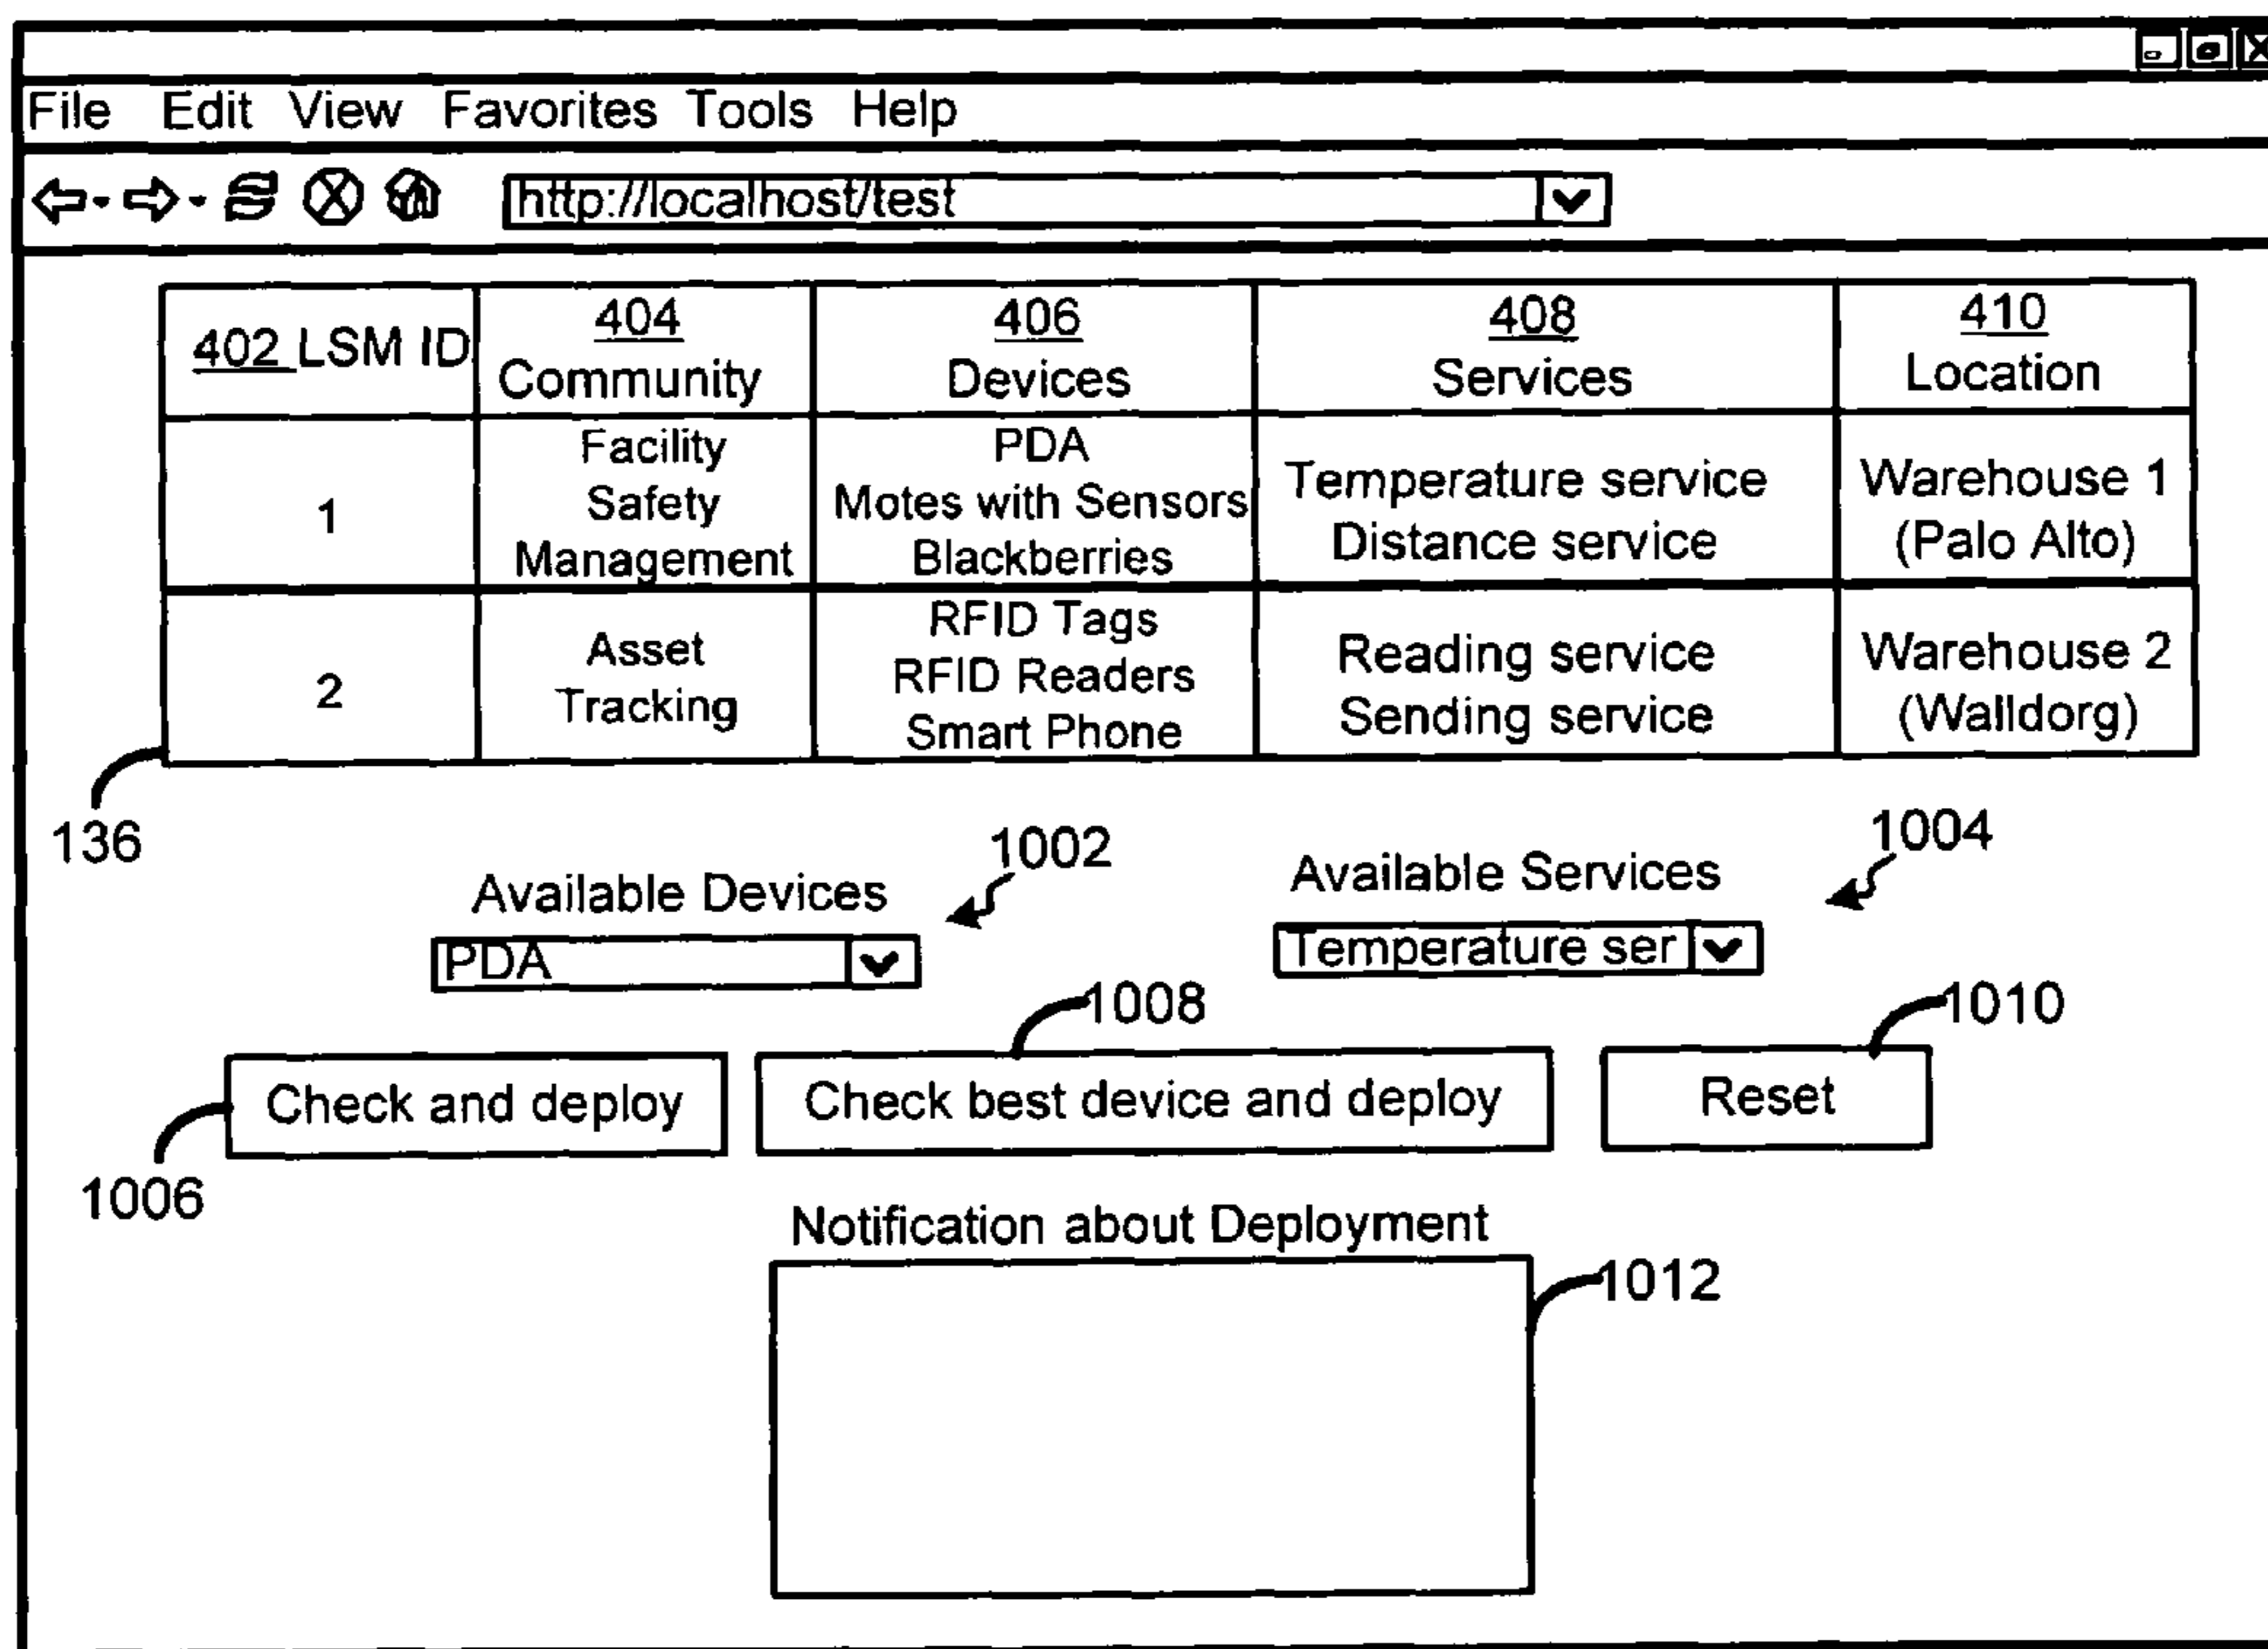 File Edit View Favorites Tools Help
http://localhost/test
402 LSM ID
404
Community
406
Devices
408
Services
410
Location
1
Facility
Safety
Management
PDA
Motes with Sensors
Blackberries
Temperature service
Distance service
Warehouse 1
(Palo Alto)
2
Asset
Tracking
RFID Tags
RFID Readers
Smart Phone
Reading service
Sending service
Warehouse 2
(Walldorg)
136
Available Devices
1002
Available Services
1004
PDA
Temperature ser
1008
1010
Check and deploy
Check best device and deploy
Reset
1006
Notification about Deployment
1012